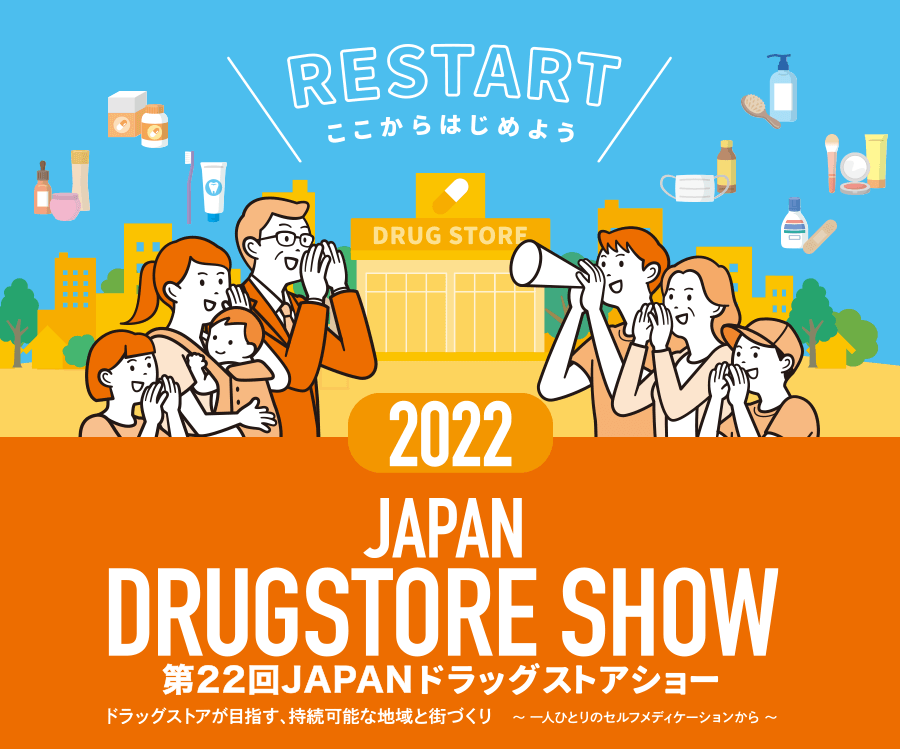 RESTART
ここからはじめよう
DRUG STORE
2022
JAPAN
DRUGSTORE SHOW
第22回JAPANドラッグストアショー
ドラッグストアが目指す、持続可能な地域と街づくり ～ 一人ひとりのセルフメディケーションから ～